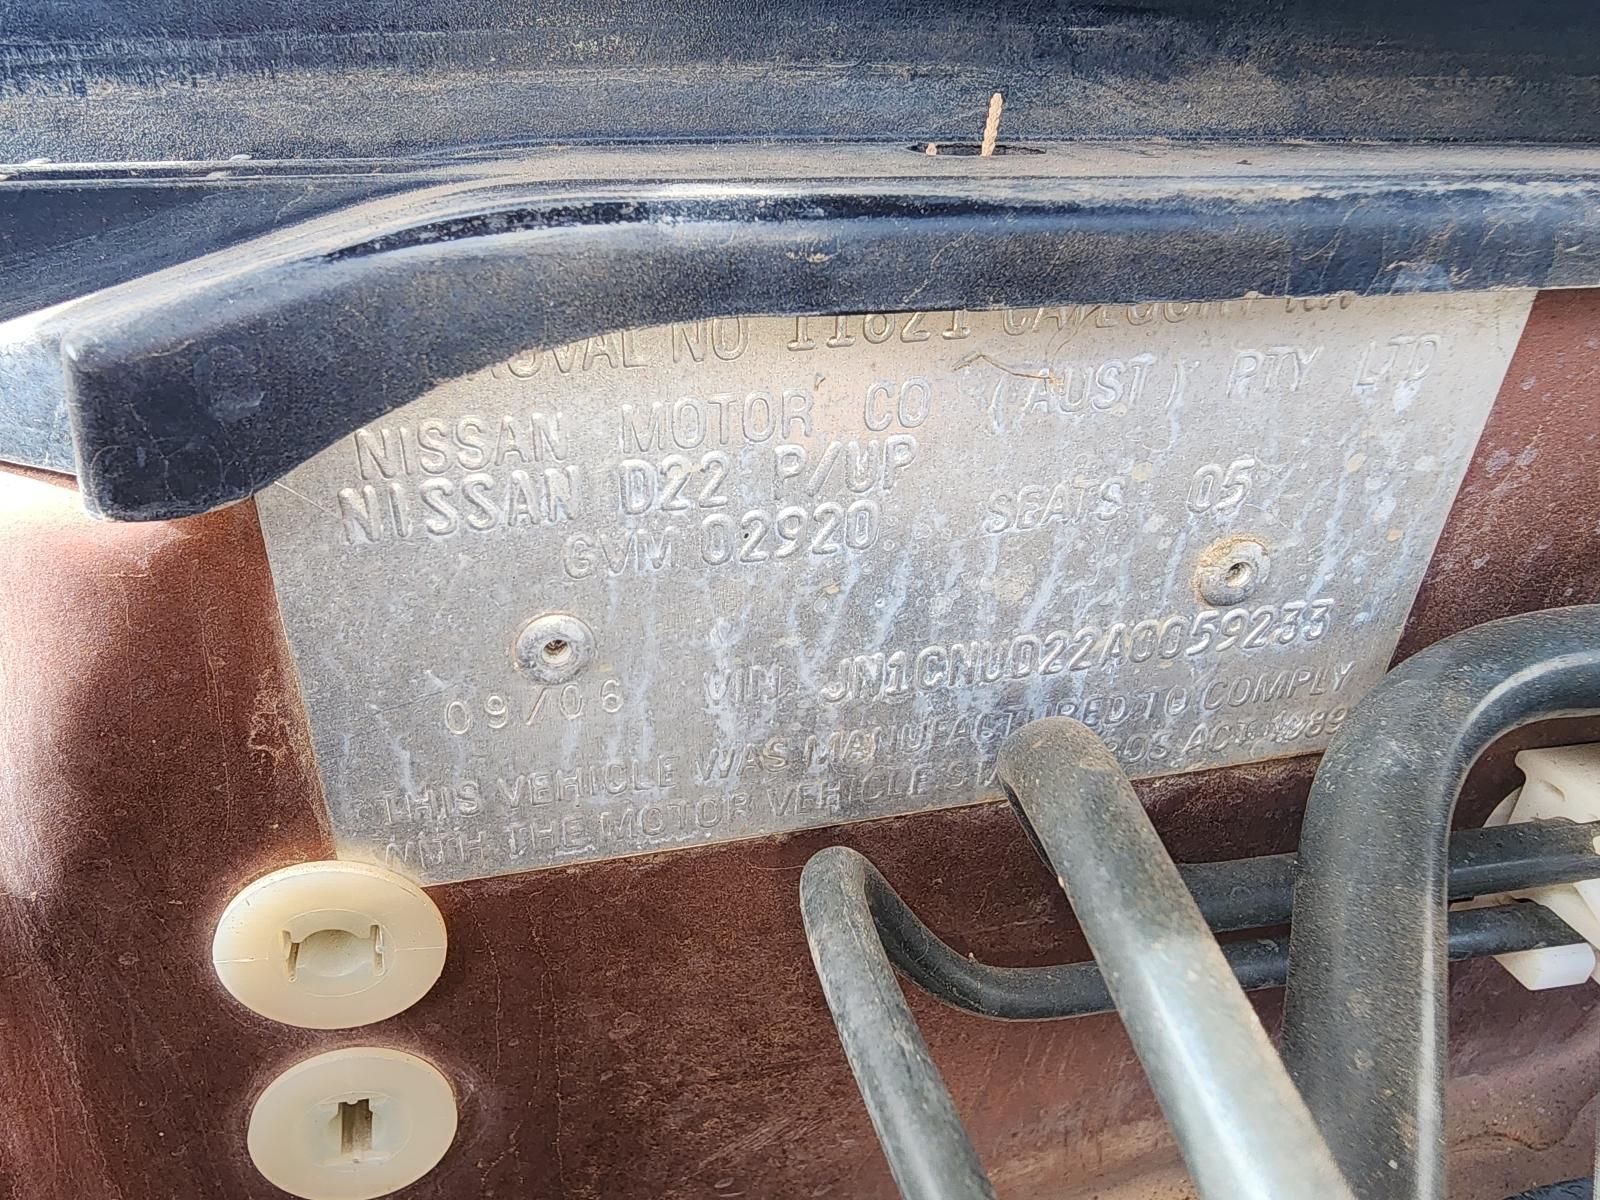 NO 11821 CATEGORY
NISSAN MOTOR CO (AUST) PTY LTD
NISSAN D22 P/UP
GVM 02920 SEATS 05
09/06 VIN JN1CNUD22A0059233
THIS VEHICLE WAS MANUFACTURED TO COMPLY
WITH THE MOTOR VEHICLE ACT 1989